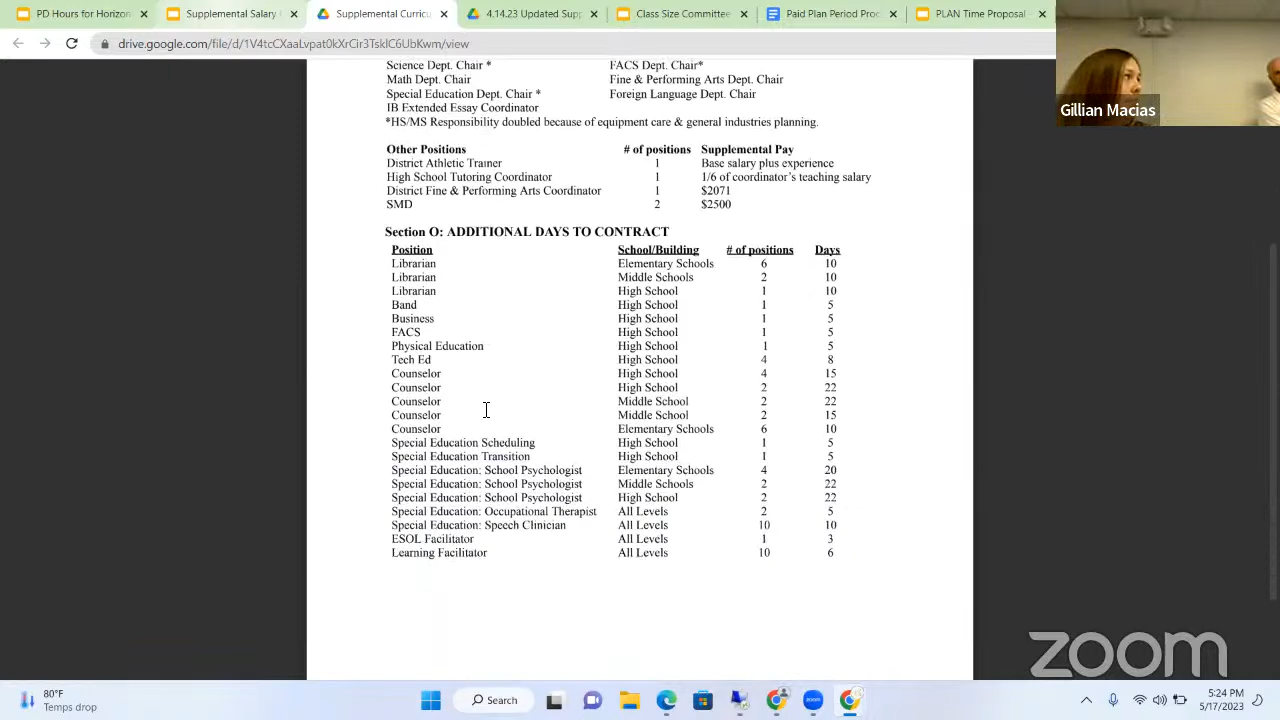 PD for Horizon
Supplemental Salary
Supplemental Curricu
4.14.23 Updated Sup
Class Size Committee
Paid Plan Period Pro
PLAN Time Proposal -
drive.google.com/file/d/1V4tcCXaaLvpat0kXrCIr3TsklC6UbKwm/view
Gillian Macias
Science Dept. Chair * FACS Dept. Chair*
Math Dept. Chair Fine & Performing Arts Dept. Chair
Special Education Dept. Chair * Foreign Language Dept. Chair
IB Extended Essay Coordinator
*HS/MS Responsibility doubled because of equipment care & general industries planning.
Other Positions # of positions Supplemental Pay
District Athletic Trainer 1 Base salary plus experience
High School Tutoring Coordinator 1 1/6 of coordinator's teaching salary
District Fine & Performing Arts Coordinator 1 $2071
SMD 2 $2500
Section O: ADDITIONAL DAYS TO CONTRACT
Position School/Building # of positions Days
Librarian Elementary Schools 6 10
Librarian Middle Schools 2 10
Librarian High School 1 10
Band High School 1 5
Business High School 1 5
FACS High School 1 5
Physical Education High School 1 5
Tech Ed High School 4 8
Counselor High School 4 15
Counselor High School 2 22
Counselor Middle School 2 22
Counselor Middle School 2 15
Counselor Elementary Schools 6 10
Special Education Scheduling High School 1 5
Special Education Transition High School 1 5
Special Education: School Psychologist Elementary Schools 4 20
Special Education: School Psychologist Middle Schools 2 22
Special Education: School Psychologist High School 2 22
Special Education: Occupational Therapist All Levels 2 5
Special Education: Speech Clinician All Levels 10 10
ESOL Facilitator All Levels 1 3
Learning Facilitator All Levels 10 6
zoom
80°F
Temps drop
Search
zoom
5:24 PM
5/17/2023